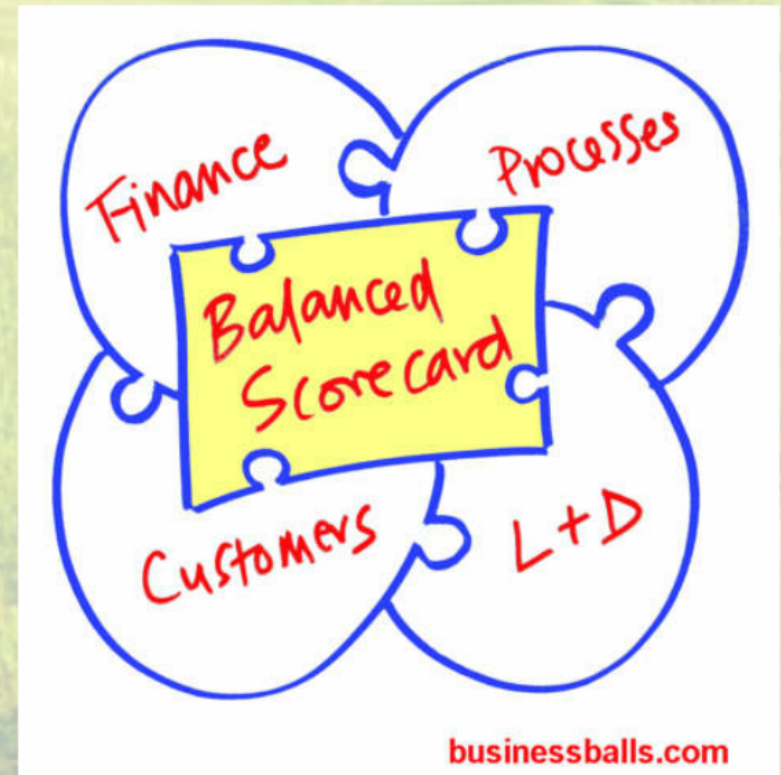 Finance
Processes
Balanced
Scorecard
Customers
L+D
businessballs.com